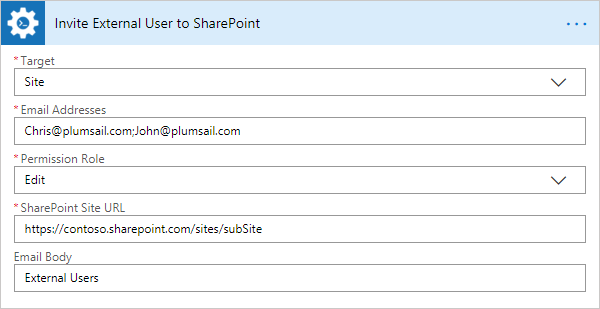 Invite External User to SharePoint
* Target
Site
* Email Addresses
Chris@plumsail.com;John@plumsail.com
* Permission Role
Edit
* SharePoint Site URL
https://contoso.sharepoint.com/sites/subSite
Email Body
External Users